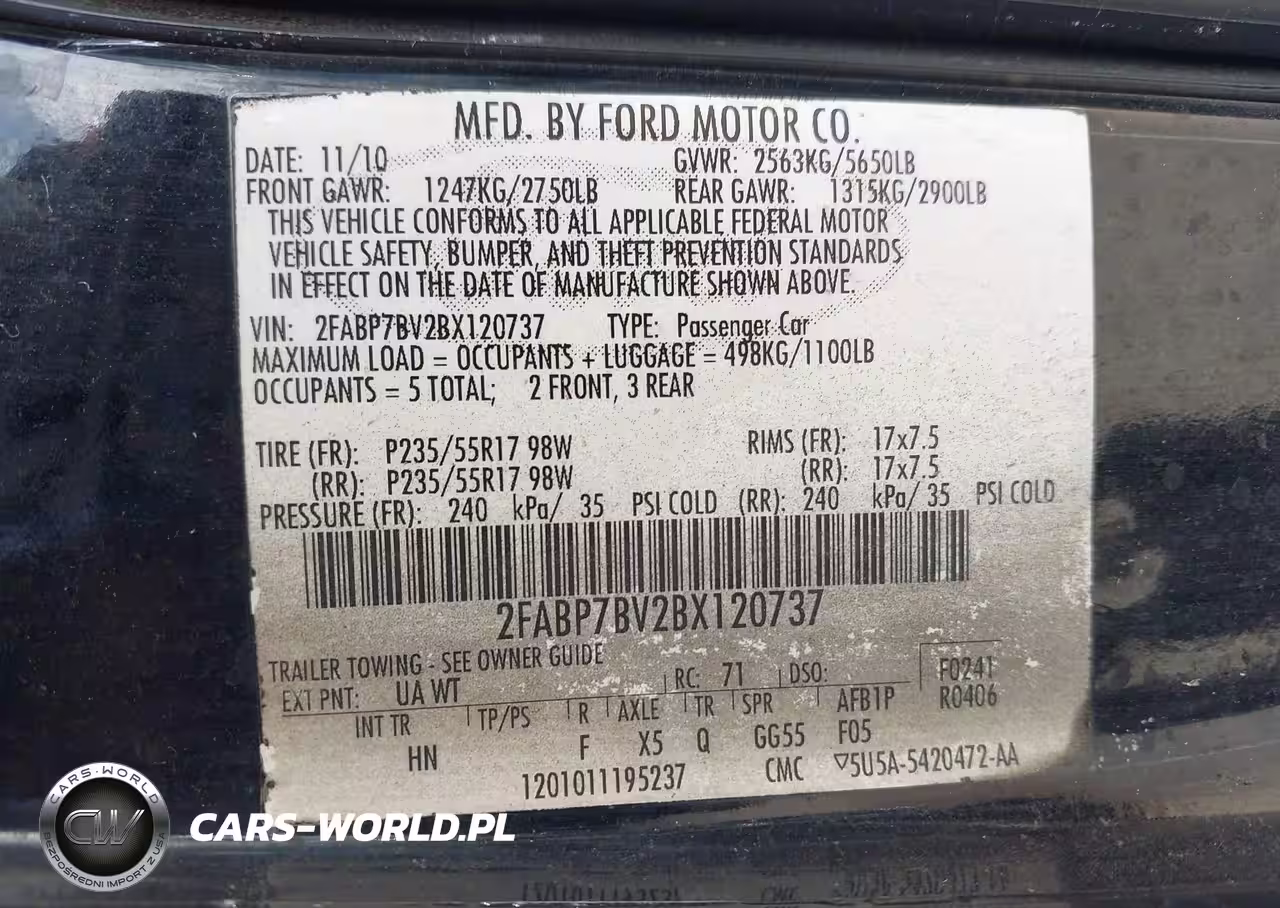 MFD. BY FORD MOTOR CO.
DATE: 11/10 GVWR: 2563KG/5650LB
FRONT GAWR: 1247KG/2750LB REAR GAWR: 1315KG/2900LB
THIS VEHICLE CONFORMS TO ALL APPLICABLE FEDERAL MOTOR
VEHICLE SAFETY, BUMPER, AND THEFT PREVENTION STANDARDS
IN EFFECT ON THE DATE OF MANUFACTURE SHOWN ABOVE.
VIN: 2FABP7BV2BX120737 TYPE: Passenger Car
MAXIMUM LOAD = OCCUPANTS + LUGGAGE = 498KG/1100LB
OCCUPANTS = 5 TOTAL; 2 FRONT, 3 REAR
TIRE (FR): P235/55R17 98W RIMS (FR): 17x7.5
(RR): P235/55R17 98W (RR): 17x7.5
PRESSURE (FR): 240 kPa/ 35 PSI COLD (RR): 240 kPa/ 35 PSI COLD
2FABP7BV2BX120737
TRAILER TOWING - SEE OWNER GUIDE
EXT PNT: UA WT RC: 71 DSO: F0241
INT TR TP/PS R AXLE TR SPR AFB1P R0406
HN F X5 Q GG55 F05
1201011195237 CMC ▽5U5A-5420472-AA
CARS-WORLD
CW
BEZPOŚREDNI IMPORT Z USA
CARS-WORLD.PL